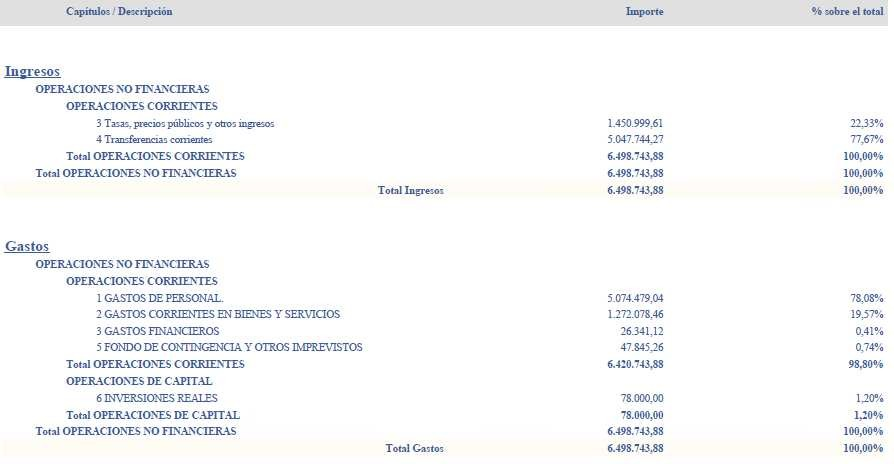 Capítulos / Descripción Importe % sobre el total
Ingresos
OPERACIONES NO FINANCIERAS
OPERACIONES CORRIENTES
3 Tasas, precios públicos y otros ingresos 1.450.999,61 22,33%
4 Transferencias corrientes 5.047.744,27 77,67%
Total OPERACIONES CORRIENTES 6.498.743,88 100,00%
Total OPERACIONES NO FINANCIERAS 6.498.743,88 100,00%
Total Ingresos 6.498.743,88 100,00%
Gastos
OPERACIONES NO FINANCIERAS
OPERACIONES CORRIENTES
1 GASTOS DE PERSONAL. 5.074.479,04 78,08%
2 GASTOS CORRIENTES EN BIENES Y SERVICIOS 1.272.078,46 19,57%
3 GASTOS FINANCIEROS 26.341,12 0,41%
5 FONDO DE CONTINGENCIA Y OTROS IMPREVISTOS 47.845,26 0,74%
Total OPERACIONES CORRIENTES 6.420.743,88 98,80%
OPERACIONES DE CAPITAL
6 INVERSIONES REALES 78.000,00 1,20%
Total OPERACIONES DE CAPITAL 78.000,00 1,20%
Total OPERACIONES NO FINANCIERAS 6.498.743,88 100,00%
Total Gastos 6.498.743,88 100,00%